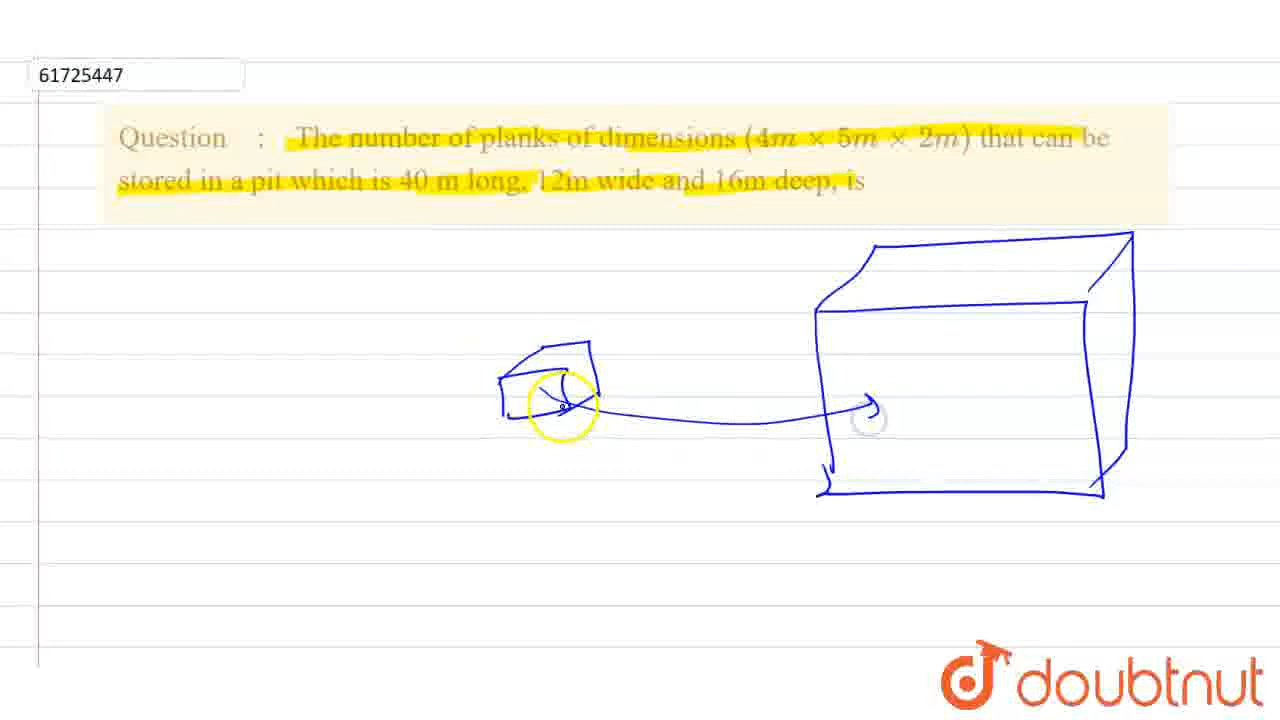 61725447
Question : The number of planks of dimensions (4m × 5m × 2m) that can be
stored in a pit which is 40 m long, 12m wide and 16m deep, is
doubtnut